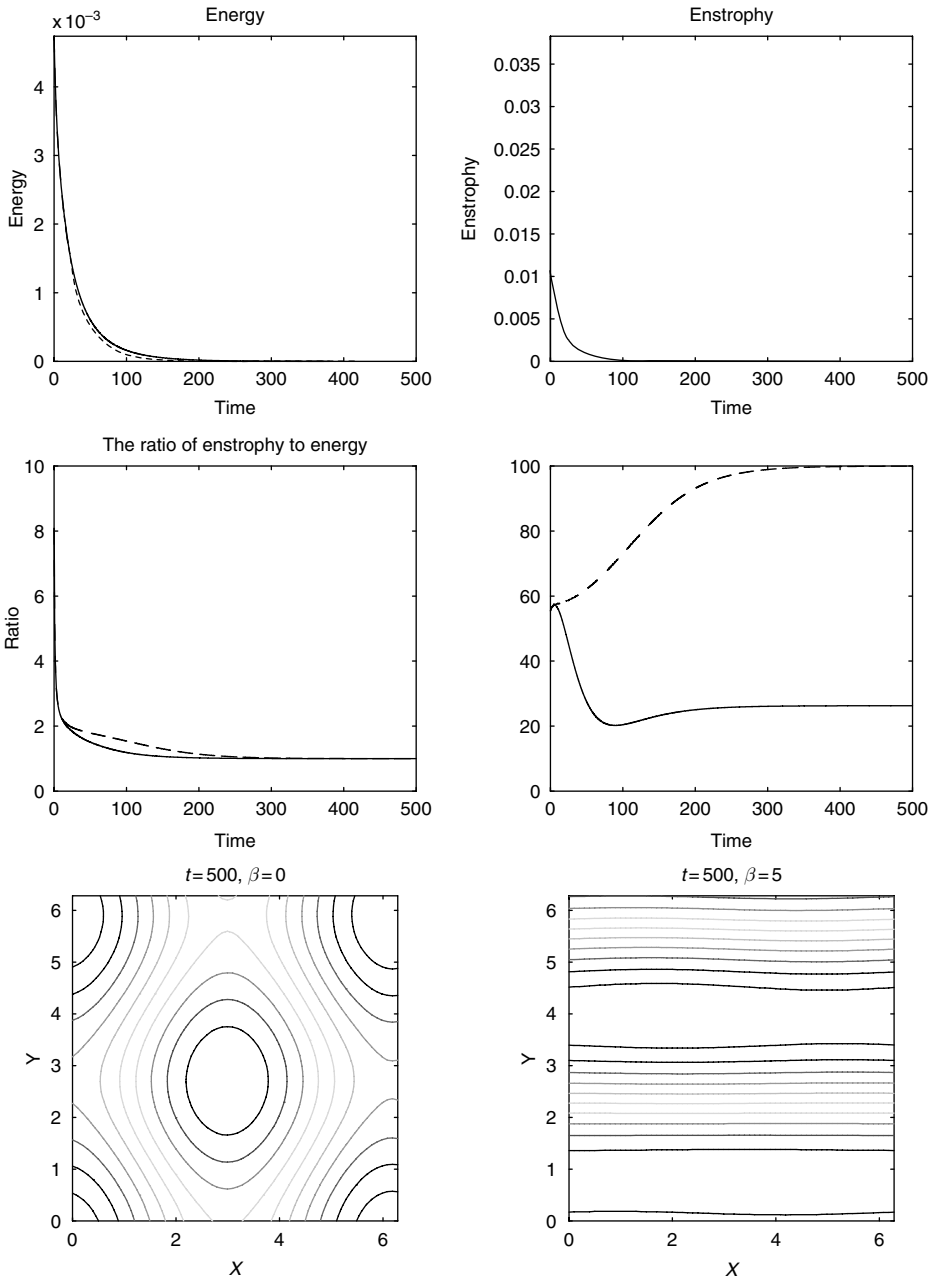 x 10⁻³
Energy
Energy
4
3
2
1
0
0 100 200 300 400 500
Time
Enstrophy
Enstrophy
0.035
0.03
0.025
0.02
0.015
0.01
0.005
0
0 100 200 300 400 500
Time
The ratio of enstrophy to energy
Ratio
10
8
6
4
2
0
0 100 200 300 400 500
Time
100
80
60
40
20
0
0 100 200 300 400 500
Time
t=500, β=0
Y
6
5
4
3
2
1
0
0 2 4 6
X
t=500, β=5
Y
6
5
4
3
2
1
0
0 2 4 6
X